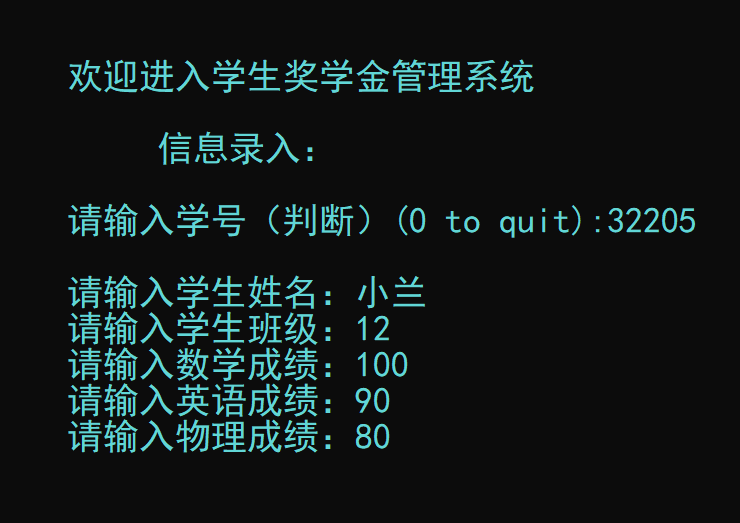 欢迎进入学生奖学金管理系统
信息录入：
请输入学号（判断）(0 to quit):32205
请输入学生姓名：小兰
请输入学生班级：12
请输入数学成绩：100
请输入英语成绩：90
请输入物理成绩：80